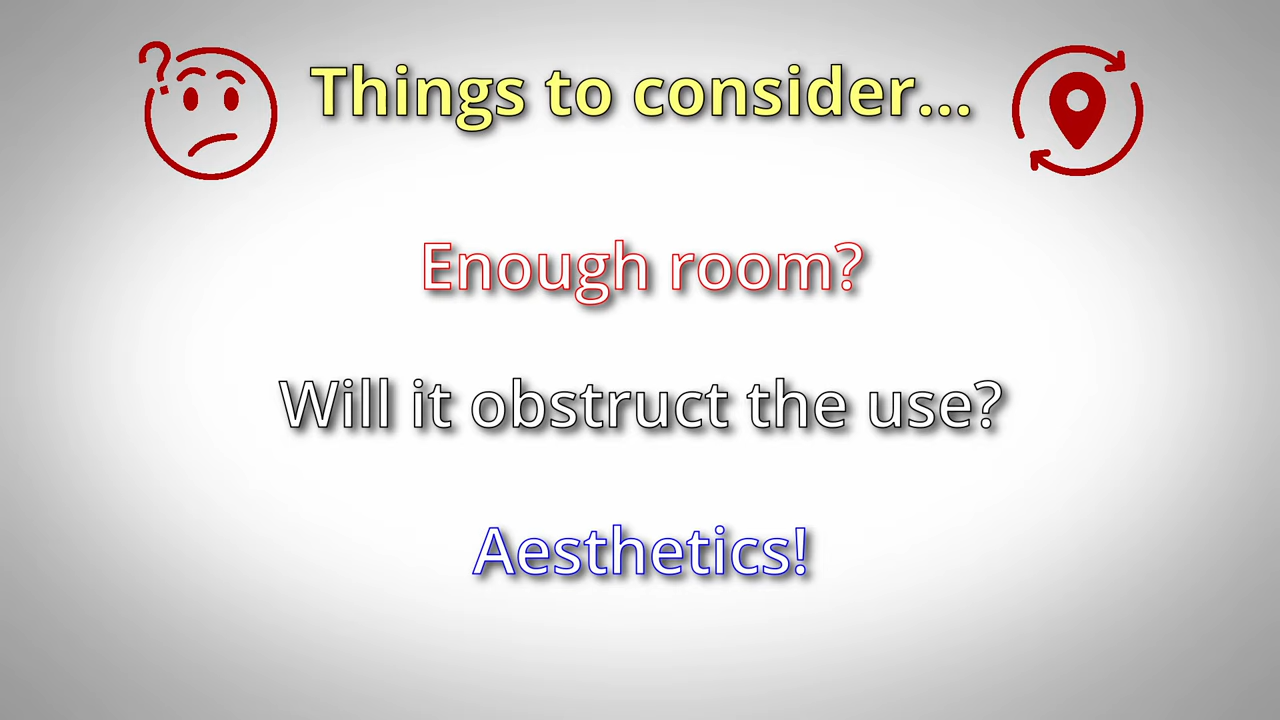 Things to consider...
Enough room?
Will it obstruct the use?
Aesthetics!